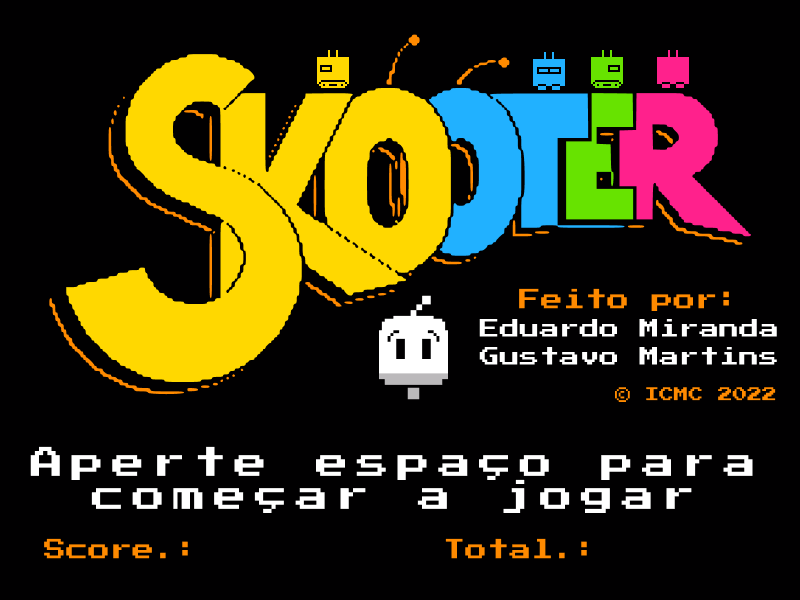 SKOOTER
Feito por:
Eduardo Miranda
Gustavo Martins
© ICMC 2022
Aperte espaço para
começar a jogar
Score.:
Total.: